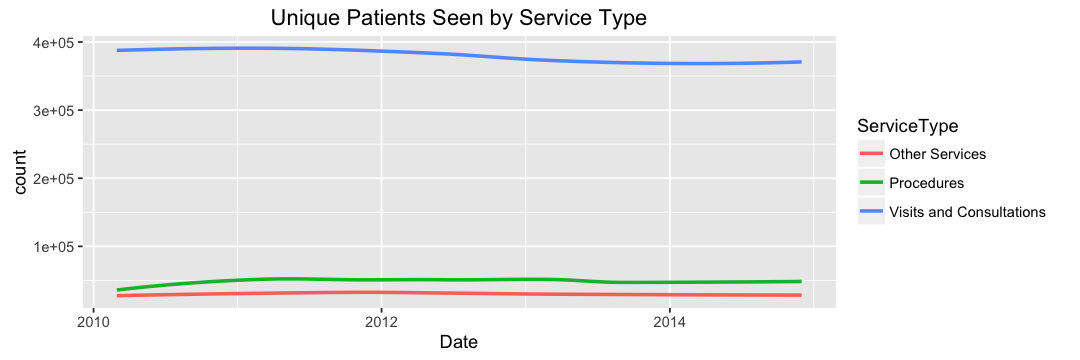 Unique Patients Seen by Service Type
4e+05
3e+05
2e+05
1e+05
count
2010
2012
2014
Date
ServiceType
Other Services
Procedures
Visits and Consultations